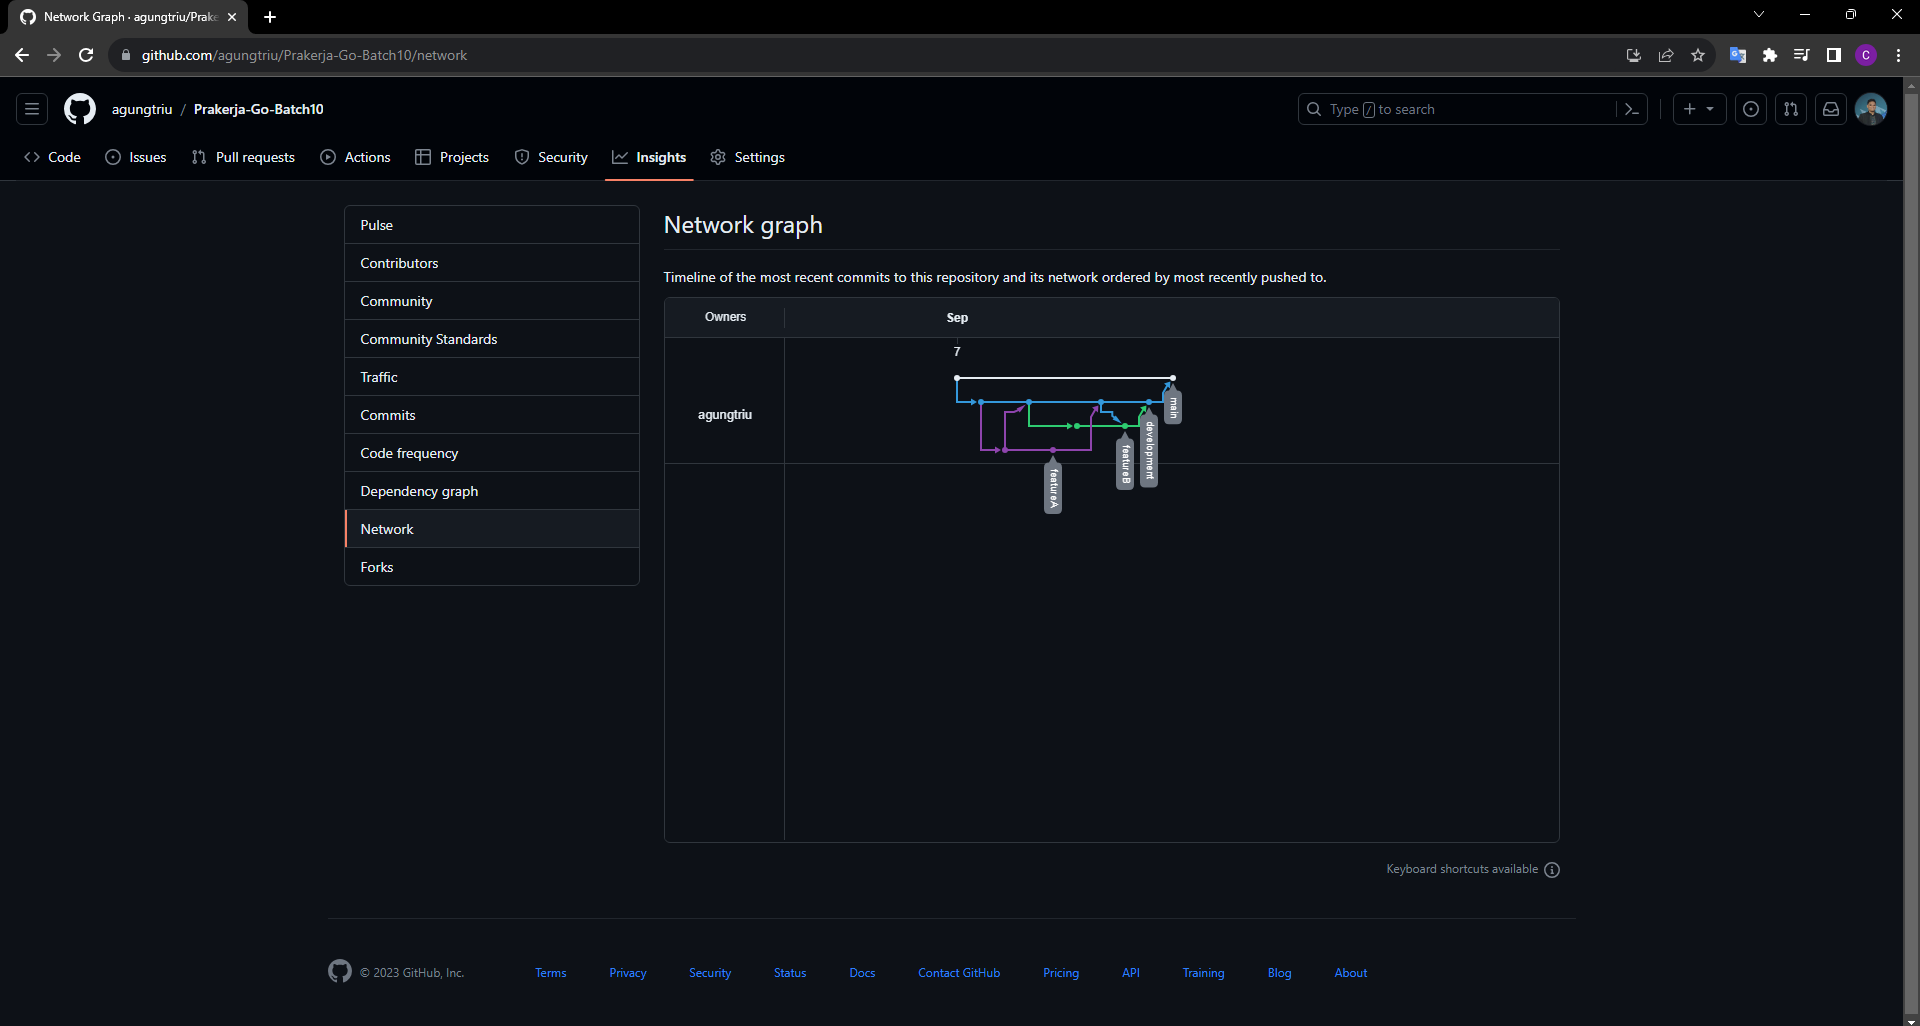 Network Graph · agungtriu/Prake
github.com/agungtriu/Prakerja-Go-Batch10/network
C
agungtriu / Prakerja-Go-Batch10
Type / to search
Code Issues Pull requests Actions Projects Security Insights Settings
Pulse
Contributors
Community
Community Standards
Traffic
Commits
Code frequency
Dependency graph
Network
Forks
Network graph
Timeline of the most recent commits to this repository and its network ordered by most recently pushed to.
Owners Sep
7
agungtriu
main
development
featureB
featureA
Keyboard shortcuts available
© 2023 GitHub, Inc. Terms Privacy Security Status Docs Contact GitHub Pricing API Training Blog About